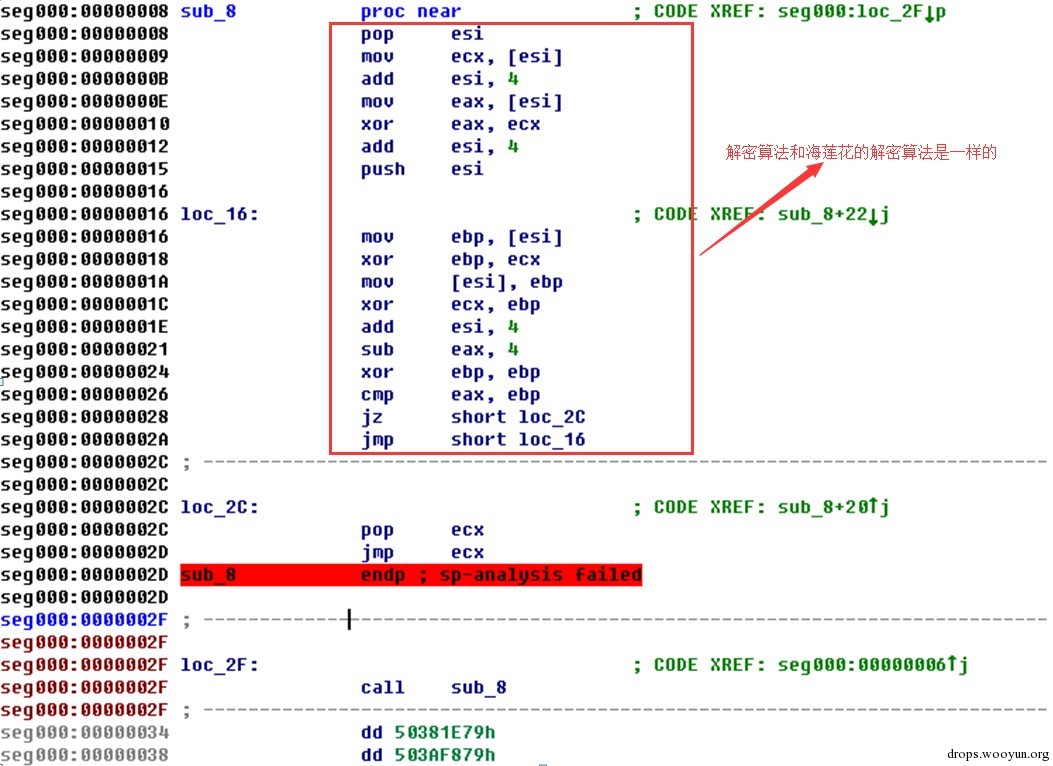 seg000:00000008 sub_8 proc near ; CODE XREF: seg000:loc_2F↓p
seg000:00000008 pop esi
seg000:00000009 mov ecx, [esi]
seg000:0000000B add esi, 4
seg000:0000000E mov eax, [esi]
seg000:00000010 xor eax, ecx
seg000:00000012 add esi, 4
解密算法和海莲花的解密算法是一样的
seg000:00000015 push esi
seg000:00000016
seg000:00000016 loc_16: ; CODE XREF: sub_8+22↓j
seg000:00000016 mov ebp, [esi]
seg000:00000018 xor ebp, ecx
seg000:0000001A mov [esi], ebp
seg000:0000001C xor ecx, ebp
seg000:0000001E add esi, 4
seg000:00000021 sub eax, 4
seg000:00000024 xor ebp, ebp
seg000:00000026 cmp eax, ebp
seg000:00000028 jz short loc_2C
seg000:0000002A jmp short loc_16
seg000:0000002C ; ---------------------------------------------------------------------------
seg000:0000002C
seg000:0000002C loc_2C: ; CODE XREF: sub_8+20↑j
seg000:0000002C pop ecx
seg000:0000002D jmp ecx
seg000:0000002D sub_8 endp ; sp-analysis failed
seg000:0000002D
seg000:0000002F ; ---------------------------------------------------------------------------
seg000:0000002F
seg000:0000002F loc_2F: ; CODE XREF: seg000:00000006↑j
seg000:0000002F call sub_8
seg000:0000002F ; ---------------------------------------------------------------------------
seg000:00000034 dd 50381E79h
seg000:00000038 dd 503AF879h
drops.wooyun.org